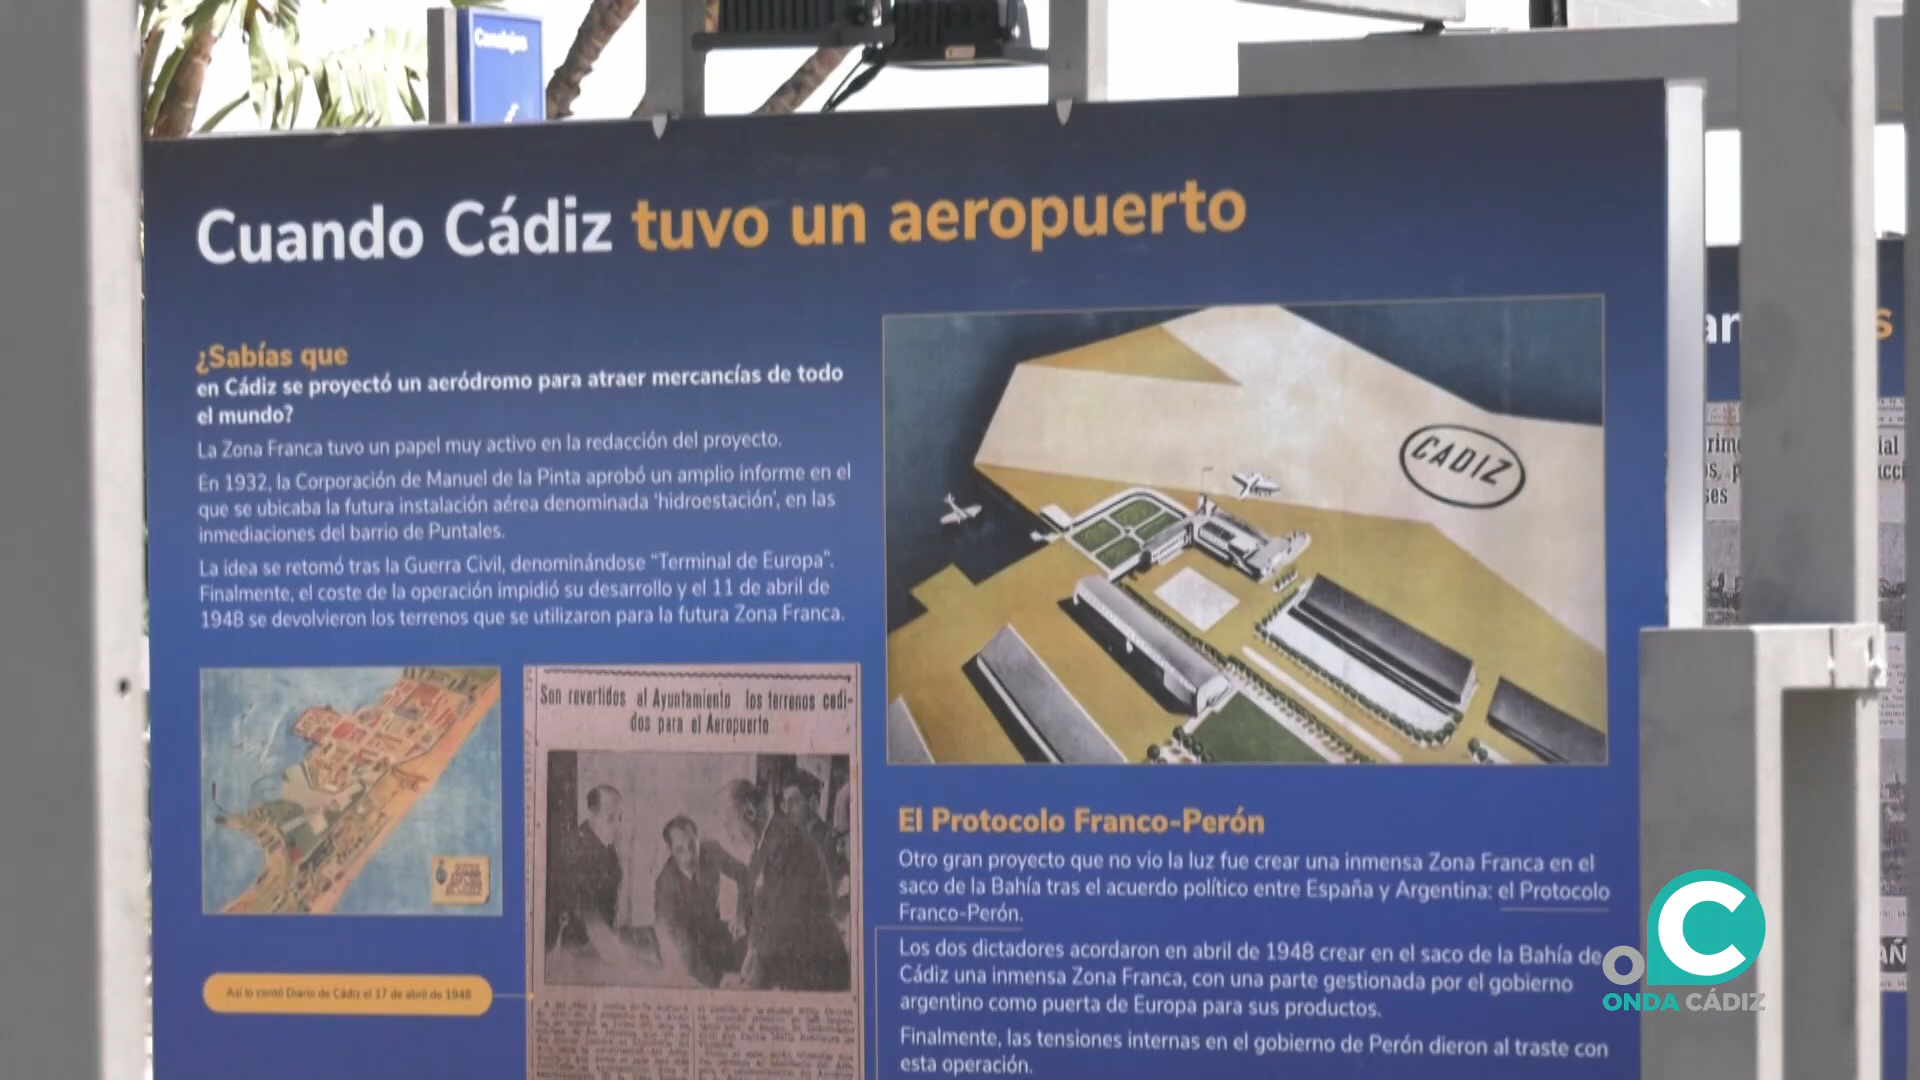 Canalejas
Cuando Cádiz tuvo un aeropuerto
¿Sabías que
en Cádiz se proyectó un aeródromo para atraer mercancías de todo
el mundo?
La Zona Franca tuvo un papel muy activo en la redacción del proyecto.
En 1932, la Corporación de Manuel de la Pinta aprobó un amplio informe en el
que se ubicaba la futura instalación aérea denominada ‘hidroestación’, en las
inmediaciones del barrio de Puntales.
La idea se retomó tras la Guerra Civil, denominándose “Terminal de Europa”.
Finalmente, el coste de la operación impidió su desarrollo y el 11 de abril de
1948 se devolvieron los terrenos que se utilizaron para la futura Zona Franca.
Son revertidos al Ayuntamiento los terrenos cedi-
dos para el Aeropuerto
Así lo contó Diario de Cádiz el 17 de abril de 1948
CADIZ
El Protocolo Franco-Perón
Otro gran proyecto que no vio la luz fue crear una inmensa Zona Franca en el
saco de la Bahía tras el acuerdo político entre España y Argentina: el Protocolo
Franco-Perón.
Los dos dictadores acordaron en abril de 1948 crear en el saco de la Bahía de
Cádiz una inmensa Zona Franca, con una parte gestionada por el gobierno
argentino como puerta de Europa para sus productos.
Finalmente, las tensiones internas en el gobierno de Perón dieron al traste con
esta operación.
OC
ONDA CÁDIZ